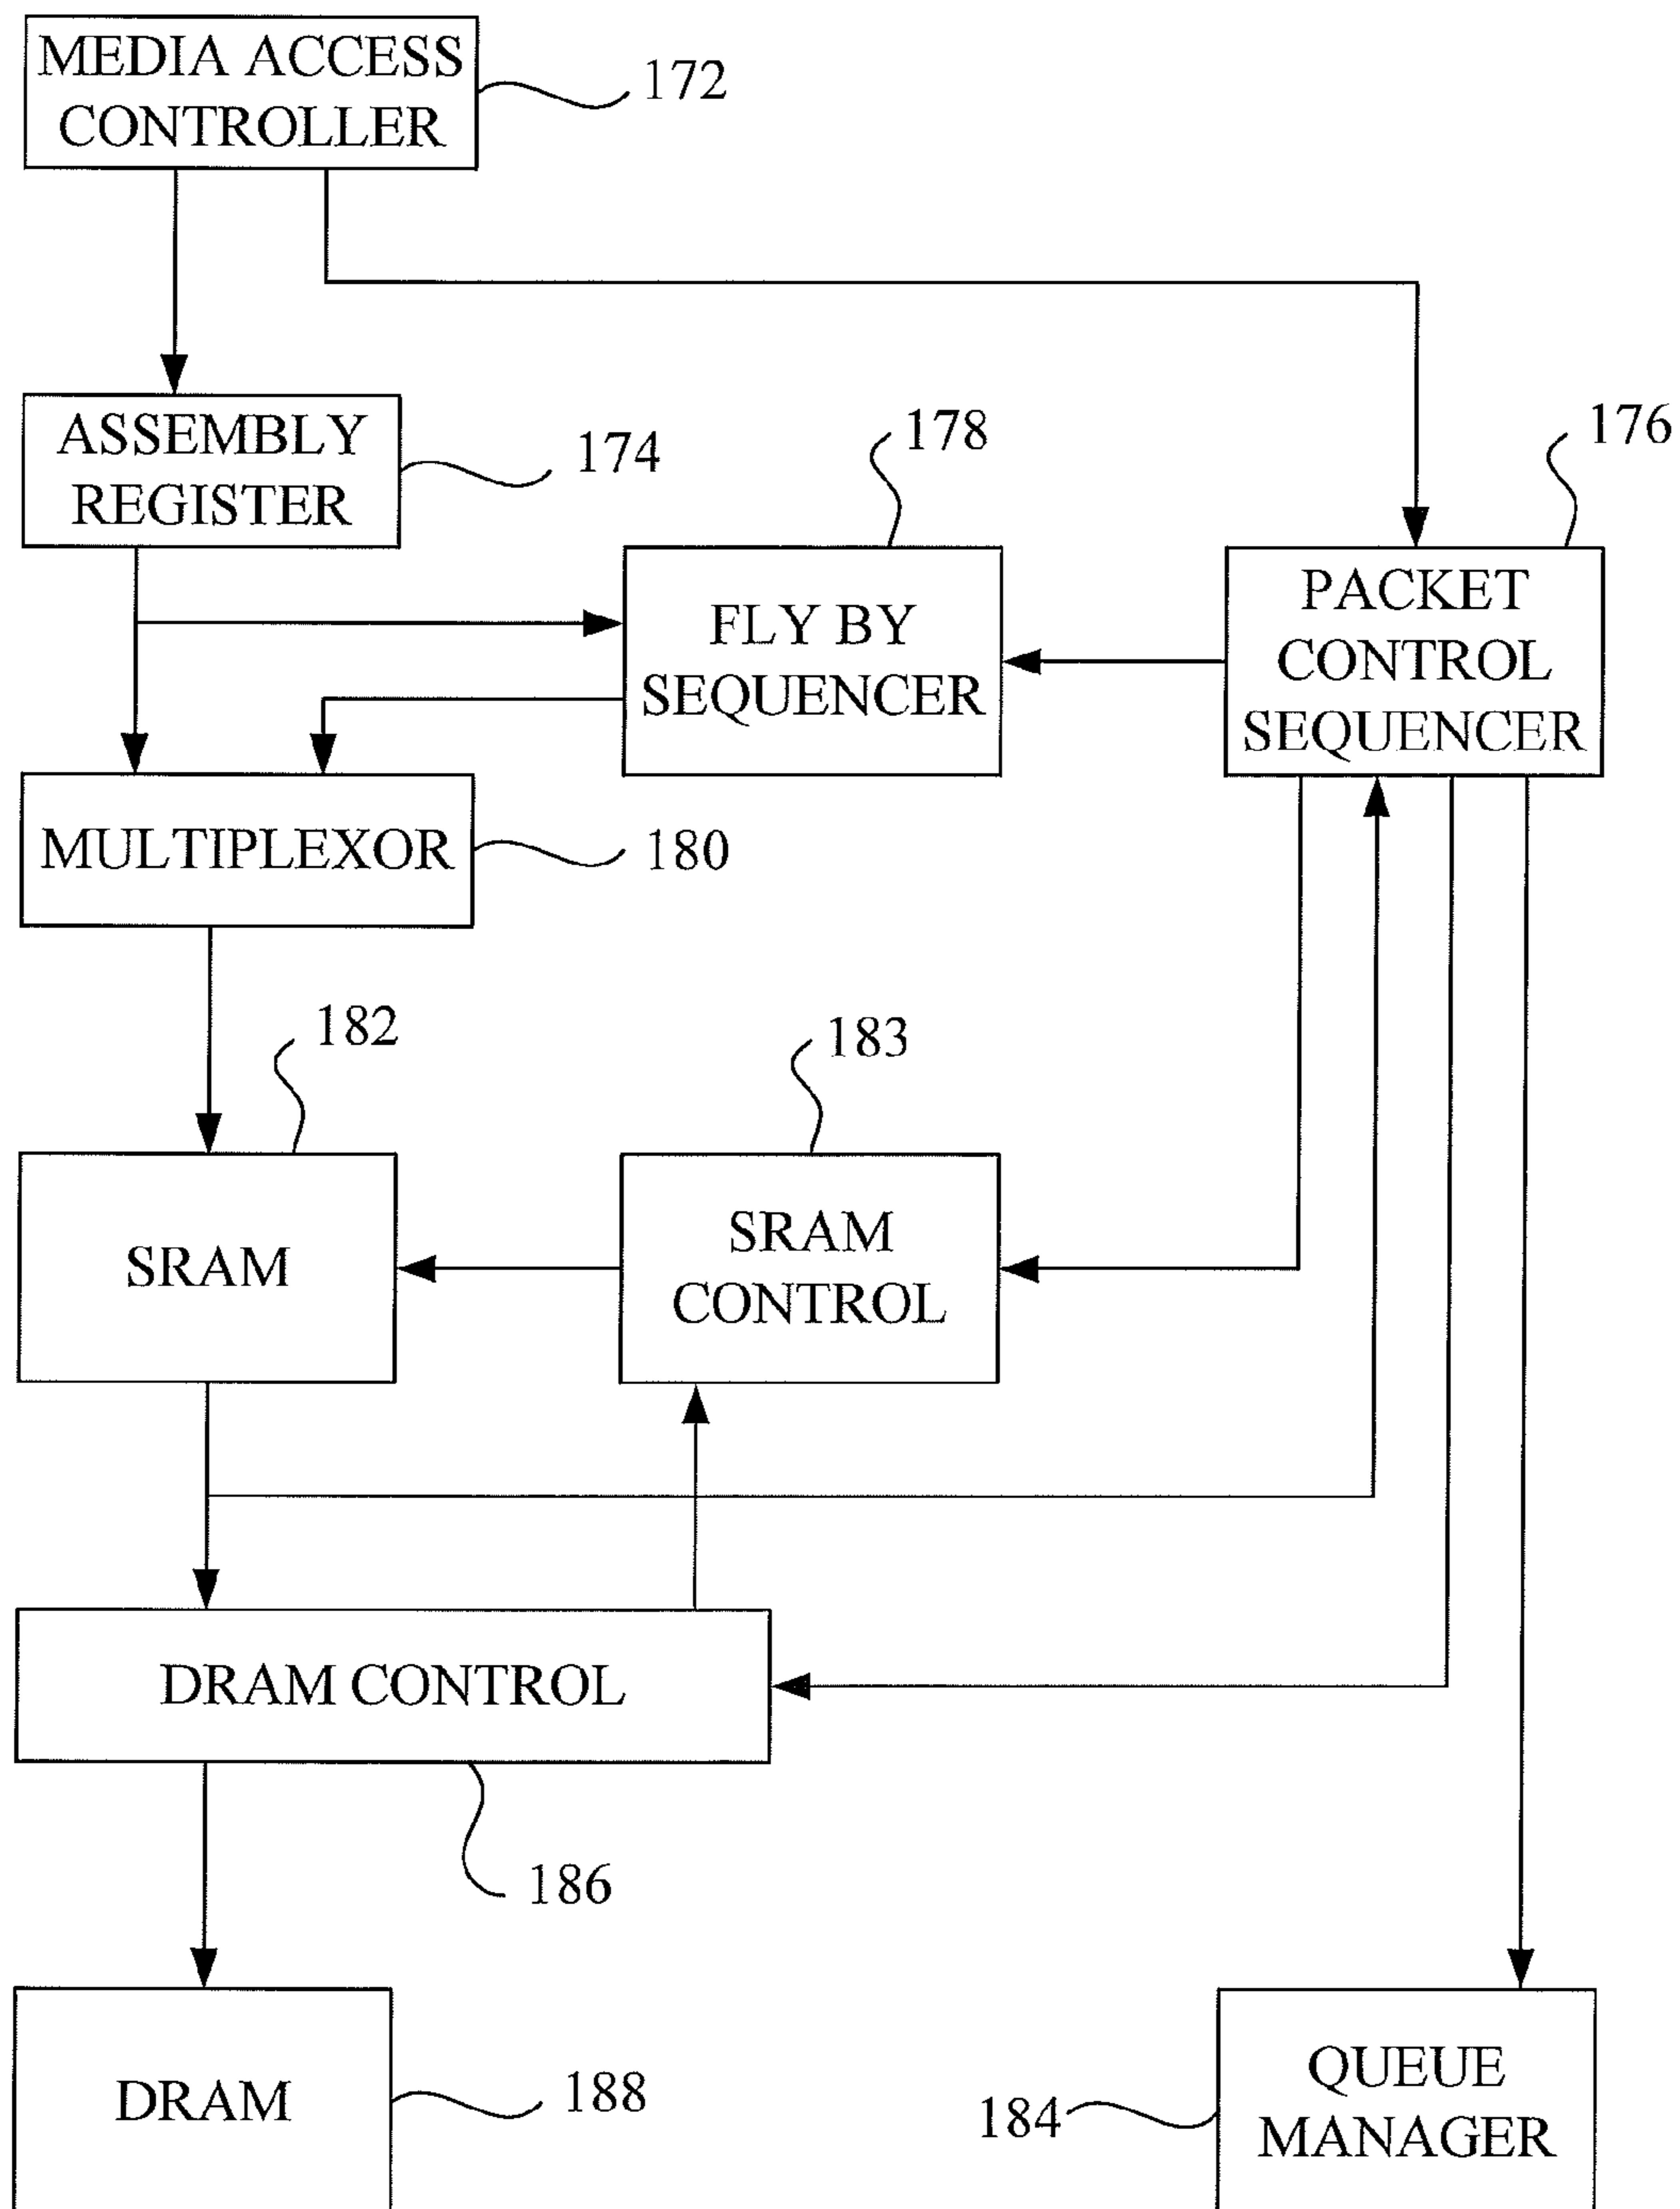 MEDIA ACCESS
CONTROLLER
172
ASSEMBLY
REGISTER
174
178
176
FLY BY
SEQUENCER
PACKET
CONTROL
SEQUENCER
MULTIPLEXOR
180
182
183
SRAM
SRAM
CONTROL
DRAM CONTROL
186
DRAM
188
184
QUEUE
MANAGER